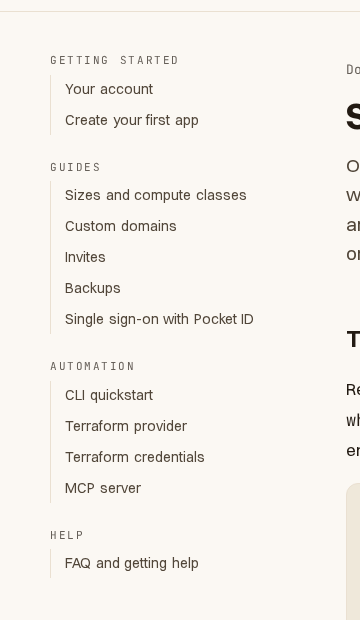 GETTING STARTED
Your account
Create your first app
GUIDES
Sizes and compute classes
Custom domains
Invites
Backups
Single sign-on with Pocket ID
AUTOMATION
CLI quickstart
Terraform provider
Terraform credentials
MCP server
HELP
FAQ and getting help